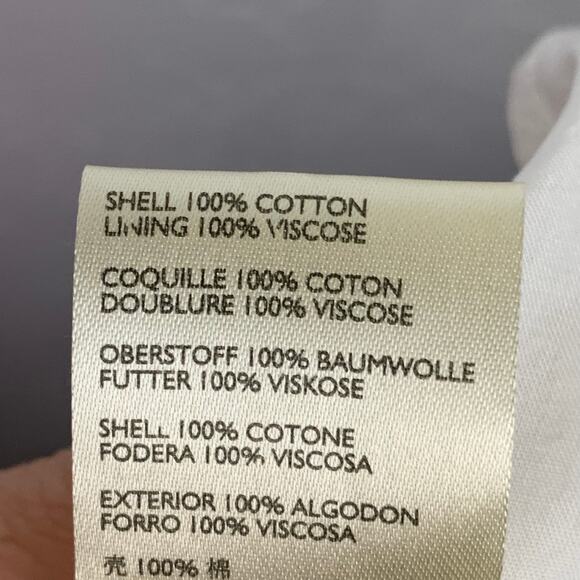 SHELL 100% COTTON
LINING 100% VISCOSE
COQUILLE 100% COTON
DOUBLURE 100% VISCOSE
OBERSTOFF 100% BAUMWOLLE
FUTTER 100% VISKOSE
SHELL 100% COTONE
FODERA 100% VISCOSA
EXTERIOR 100% ALGODON
FORRO 100% VISCOSA
壳 100% 棉